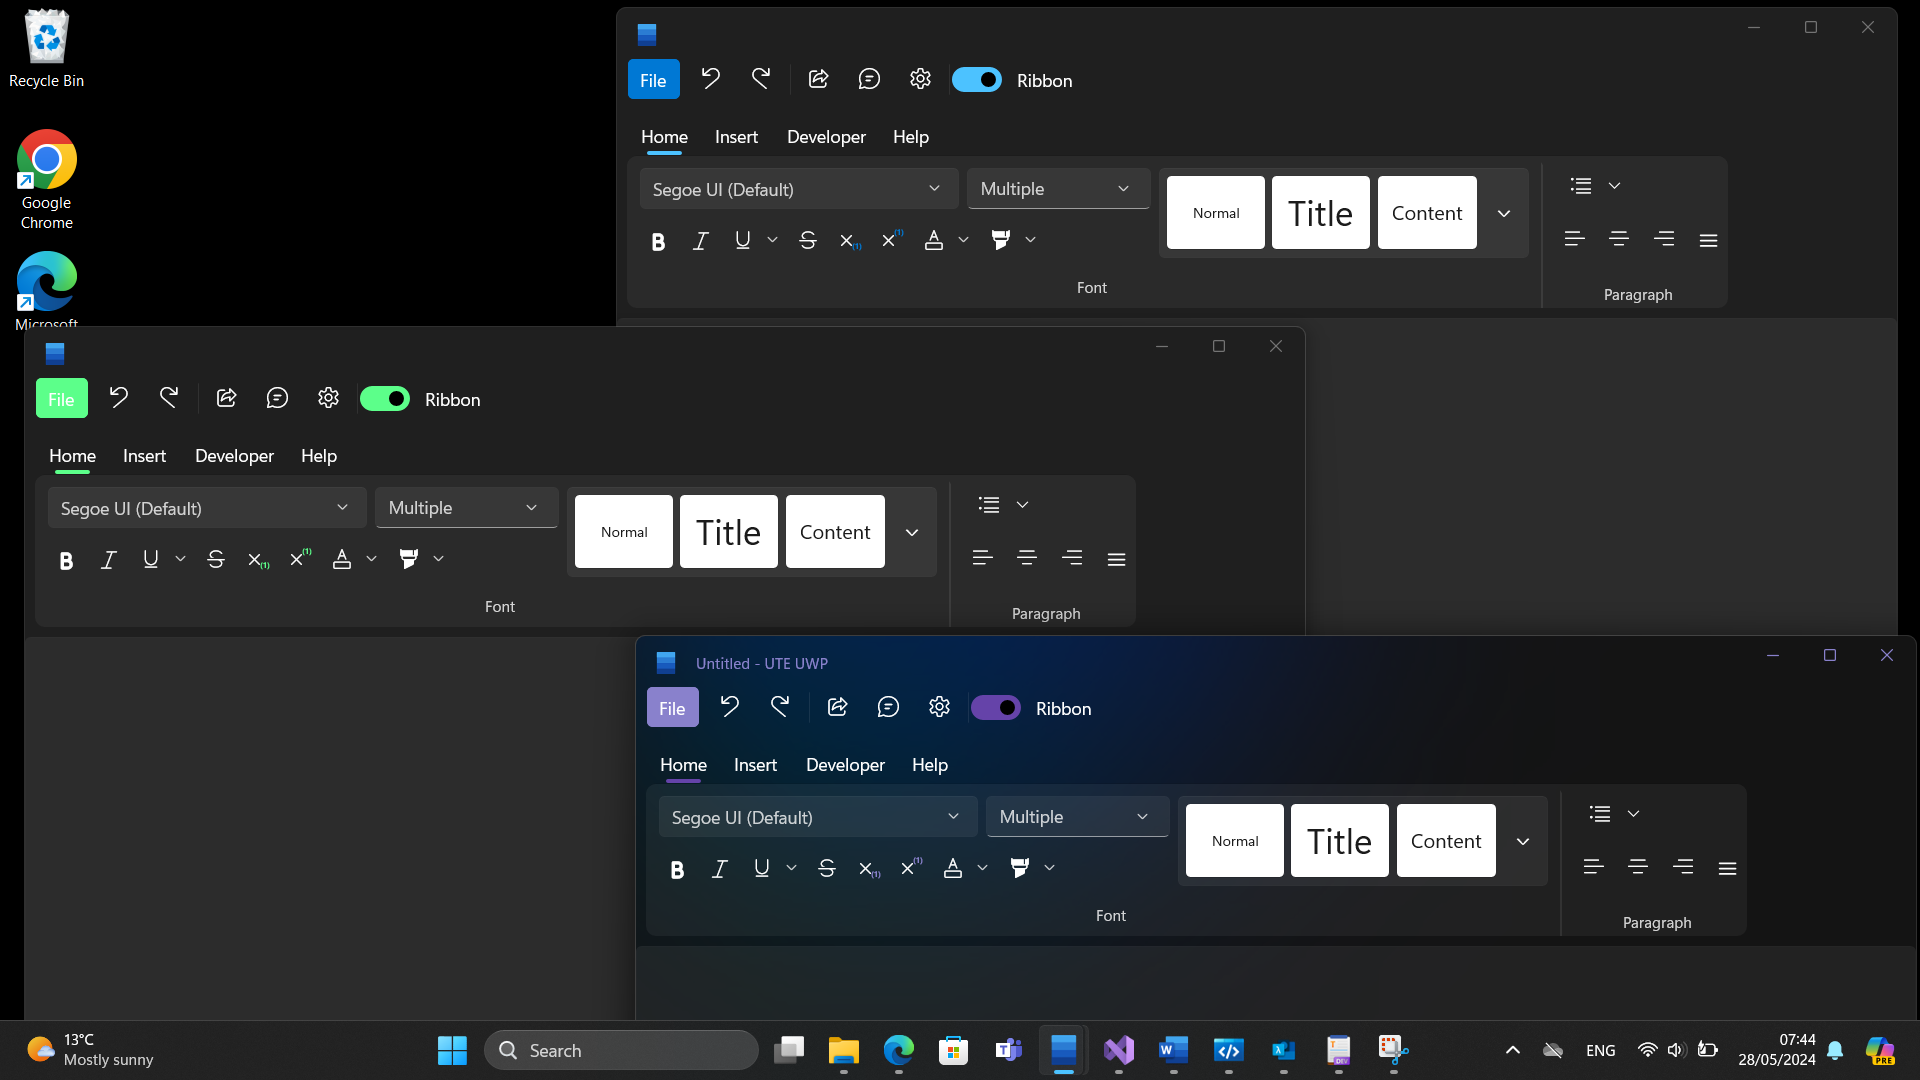 Recycle Bin
Google
Chrome
Microsoft
File
Ribbon
Home Insert Developer Help
Segoe UI (Default) Multiple Normal Title Content
Font
Paragraph
File
Ribbon
Home Insert Developer Help
Segoe UI (Default) Multiple Normal Title Content
Font
Paragraph
Untitled - UTE UWP
File
Ribbon
Home Insert Developer Help
Segoe UI (Default) Multiple Normal Title Content
Font
Paragraph
13°C
Mostly sunny
Search
ENG
07:44
28/05/2024
PRE